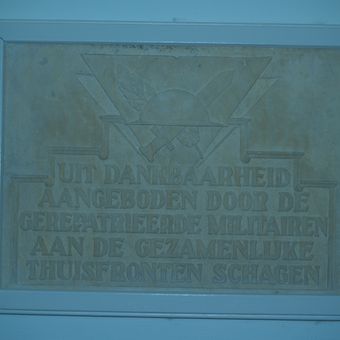 UIT DANKBAARHEID
AANGEBODEN DOOR DE
GEREPATRIEERDE MILITAIREN
AAN DE GEZAMENLIJKE
THUISFRONTEN SCHAGEN